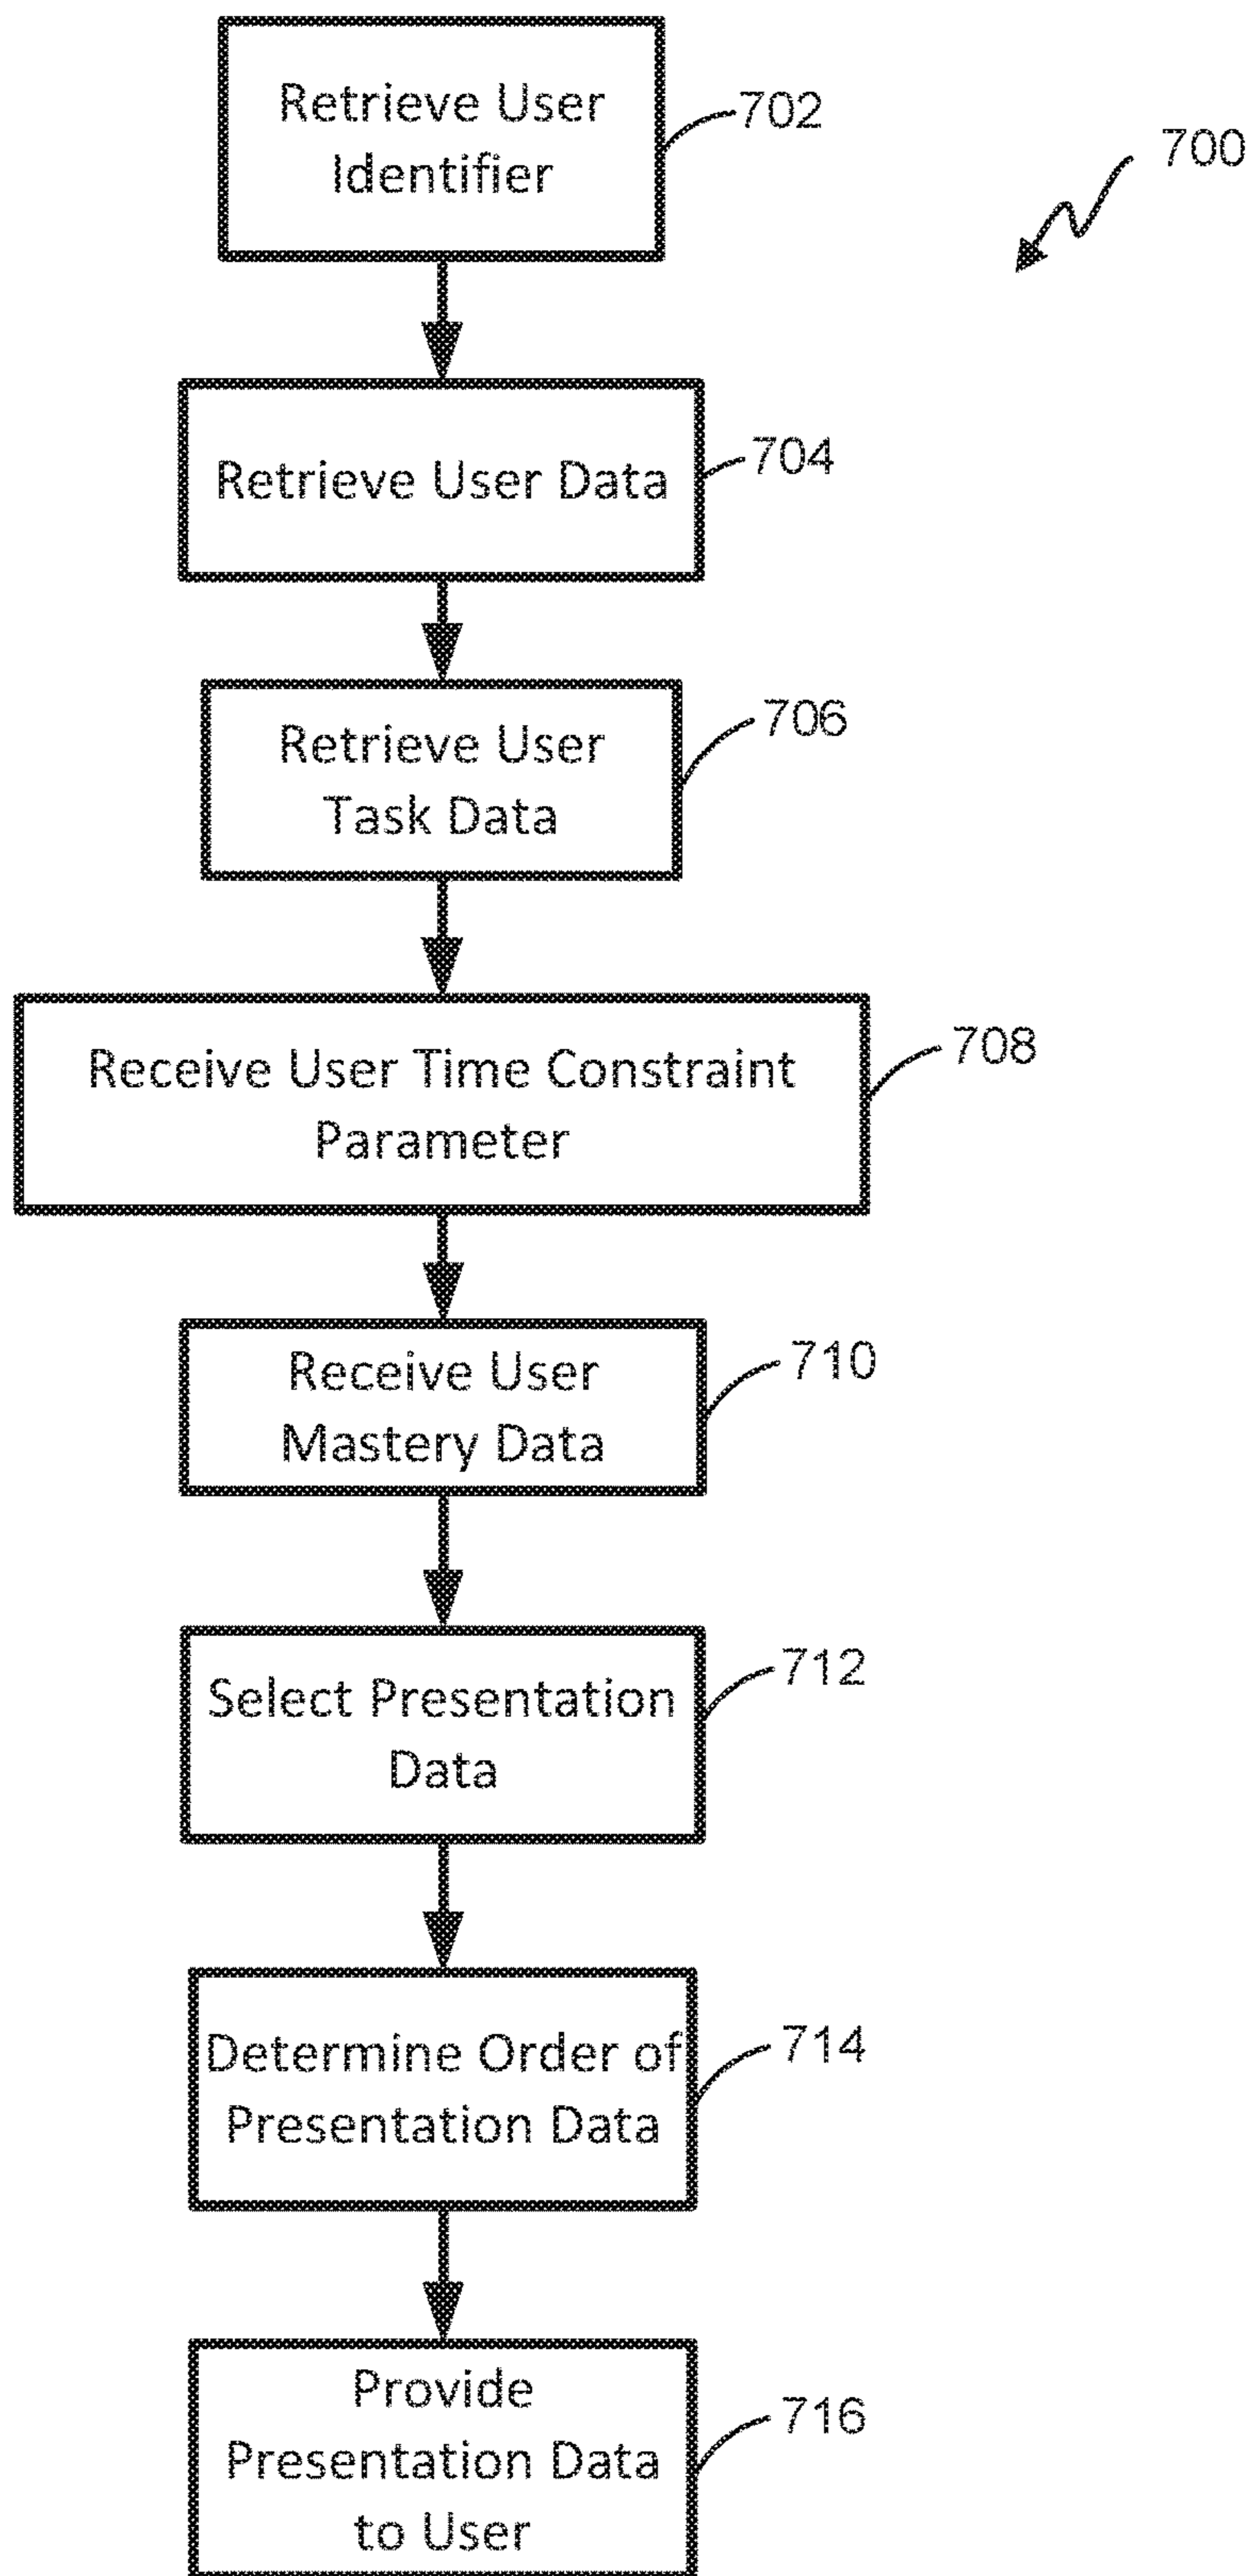 Retrieve User
Identifier
702
700
Retrieve User Data
704
Retrieve User
Task Data
706
Receive User Time Constraint
Parameter
708
Receive User
Mastery Data
710
Select Presentation
Data
712
Determine Order of
Presentation Data
714
Provide
Presentation Data
to User
716